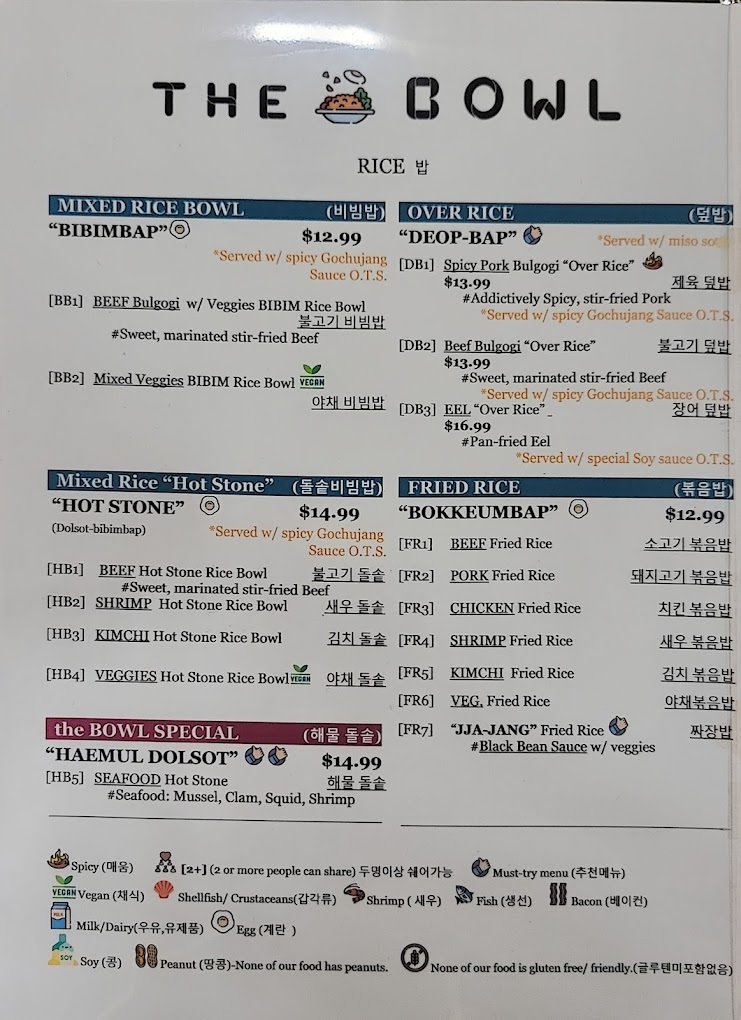 THE BOWL
RICE 밥
MIXED RICE BOWL (비빔밥)
“BIBIMBAP” $12.99
*Served w/ spicy Gochujang
Sauce O.T.S.
[BB1] BEEF Bulgogi w/ Veggies BIBIM Rice Bowl
불고기 비빔밥
#Sweet, marinated stir-fried Beef
[BB2] Mixed Veggies BIBIM Rice Bowl VEGAN
야채 비빔밥
Mixed Rice “Hot Stone” (돌솥비빔밥)
“HOT STONE” $14.99
(Dolsot-bibimbap) *Served w/ spicy Gochujang
Sauce O.T.S.
[HB1] BEEF Hot Stone Rice Bowl 불고기 돌솥
#Sweet, marinated stir-fried Beef
[HB2] SHRIMP Hot Stone Rice Bowl 새우 돌솥
[HB3] KIMCHI Hot Stone Rice Bowl 김치 돌솥
[HB4] VEGGIES Hot Stone Rice Bowl VEGAN 야채 돌솥
the BOWL SPECIAL (해물 돌솥)
“HAEMUL DOLSOT” $14.99
[HB5] SEAFOOD Hot Stone 해물 돌솥
#Seafood: Mussel, Clam, Squid, Shrimp
OVER RICE (덮밥)
“DEOP-BAP” *Served w/ miso
[DB1] Spicy Pork Bulgogi “Over Rice”
$13.99 제육 덮밥
#Addictively Spicy, stir-fried Pork
*Served w/ spicy Gochujang Sauce O.T.S.
[DB2] Beef Bulgogi “Over Rice” 불고기 덮밥
$13.99
#Sweet, marinated stir-fried Beef
*Served w/ spicy Gochujang Sauce O.T.S.
[DB3] EEL “Over Rice” 장어 덮밥
$16.99
#Pan-fried Eel
*Served w/ special Soy sauce O.T.S.
FRIED RICE (볶음밥)
“BOKKEUMBAP” $12.99
[FR1] BEEF Fried Rice 소고기 볶음밥
[FR2] PORK Fried Rice 돼지고기 볶음밥
[FR3] CHICKEN Fried Rice 치킨 볶음밥
[FR4] SHRIMP Fried Rice 새우 볶음밥
[FR5] KIMCHI Fried Rice 김치 볶음밥
[FR6] VEG. Fried Rice 야채볶음밥
[FR7] “JJA-JANG” Fried Rice 짜장밥
#Black Bean Sauce w/ veggies
Spicy (매움) [2+] (2 or more people can share) 두명이상 쉐어가능 Must-try menu (추천메뉴)
VEGAN Vegan (채식) Shellfish/ Crustaceans(갑각류) Shrimp ( 새우) Fish (생선) Bacon (베이컨)
MILK Milk/Dairy(우유,유제품) Egg (계란 )
SOY Soy (콩) Peanut (땅콩)-None of our food has peanuts. None of our food is gluten free/ friendly.(글루텐미포함없음)